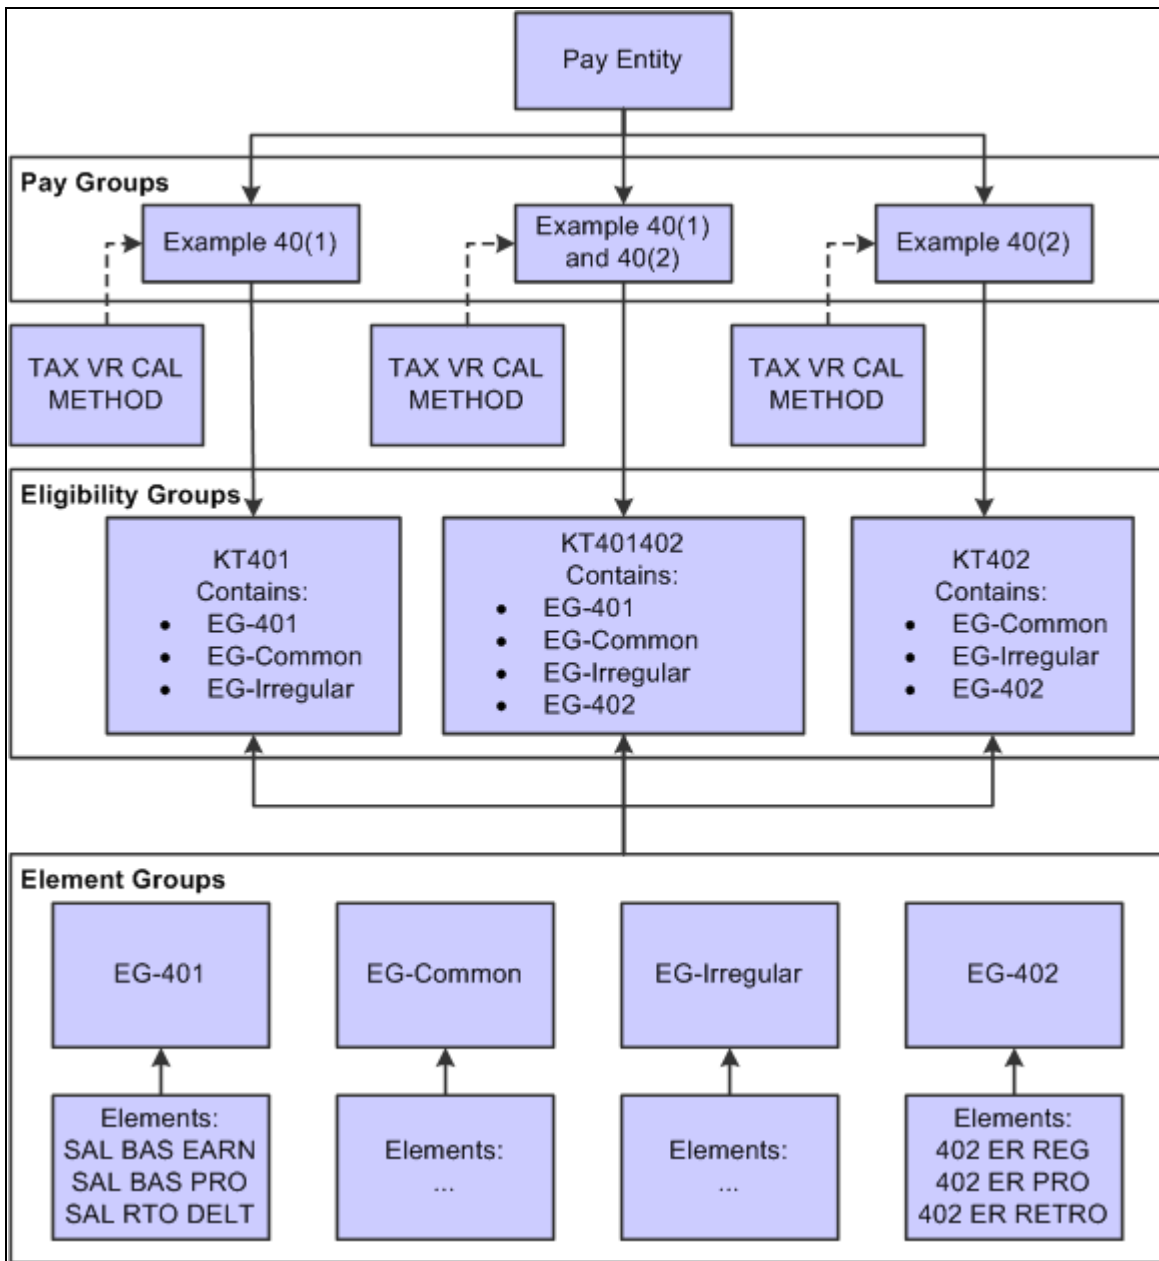 Pay Entity
Pay Groups
Example 40(1)
Example 40(1)
and 40(2)
Example 40(2)
TAX VR CAL
METHOD
TAX VR CAL
METHOD
TAX VR CAL
METHOD
Eligibility Groups
KT401
Contains:
• EG-401
• EG-Common
• EG-Irregular
KT401402
Contains:
• EG-401
• EG-Common
• EG-Irregular
• EG-402
KT402
Contains:
• EG-Common
• EG-Irregular
• EG-402
Element Groups
EG-401
EG-Common
EG-Irregular
EG-402
Elements:
SAL BAS EARN
SAL BAS PRO
SAL RTO DELT
Elements:
...
Elements:
...
Elements:
402 ER REG
402 ER PRO
402 ER RETRO